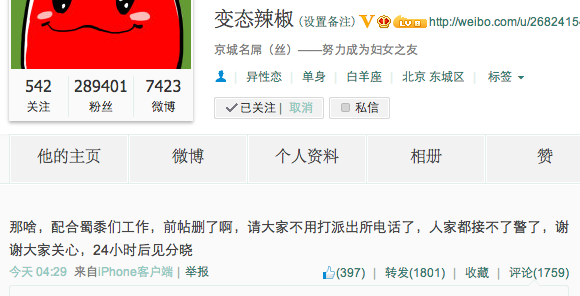 变态辣椒 (设置备注) http://weibo.com/u/26824154
京城名屌（丝）——努力成为妇女之友
异性恋 | 单身 | 白羊座 | 北京 东城区 | 标签
542 289401 7423
关注 粉丝 微博
已关注 | 取消 私信
他的主页 微博 个人资料 相册 赞
那啥，配合蜀黍们工作，前帖删了啊，请大家不用打派出所电话了，人家都接不了警了，谢
谢大家关心，24小时后见分晓
今天 04:29 来自iPhone客户端 | 举报 (397) | 转发(1801) | 收藏 | 评论(1759)